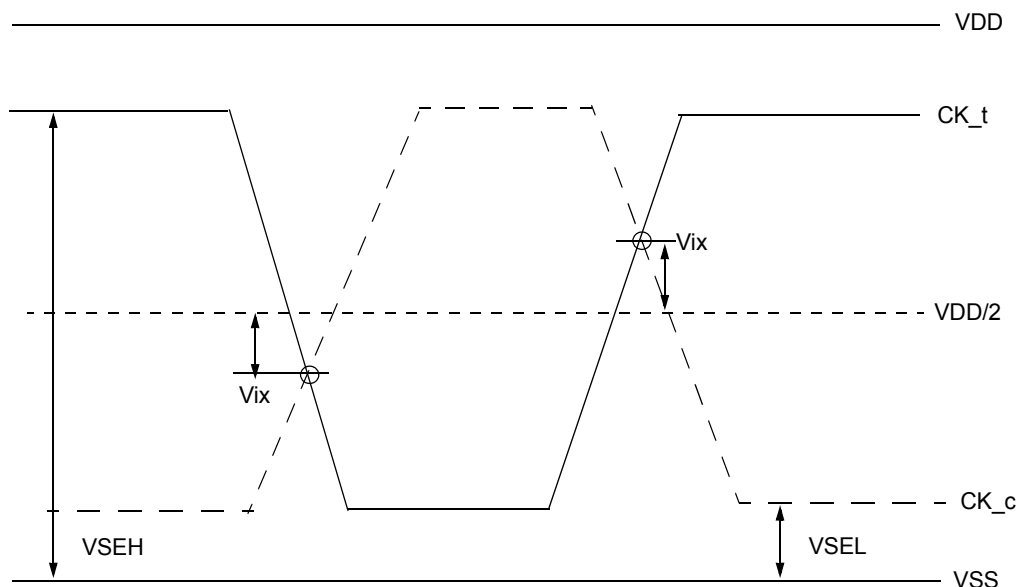 VDD
CK_t
Vix
VDD/2
Vix
CK_c
VSEH
VSEL
VSS